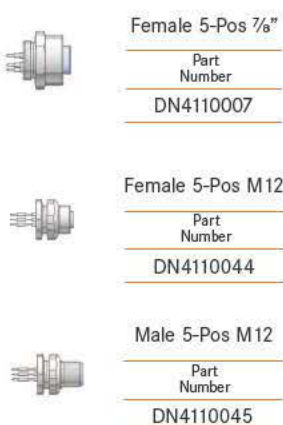 Female 5-Pos ⅞"
Part
Number
DN4110007
Female 5-Pos M12
Part
Number
DN4110044
Male 5-Pos M12
Part
Number
DN4110045